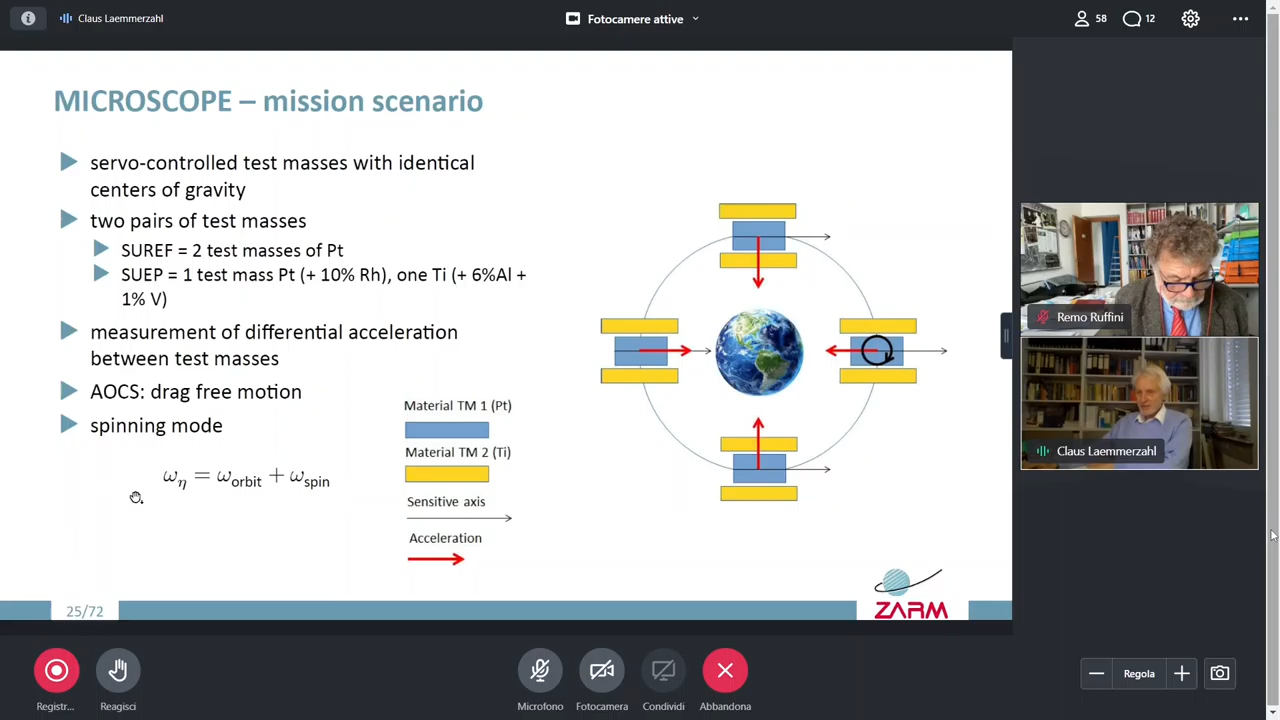 Claus Laemmerzahl
Fotocamere attive
58
12
MICROSCOPE – mission scenario
servo-controlled test masses with identical
centers of gravity
two pairs of test masses
SUREF = 2 test masses of Pt
SUEP = 1 test mass Pt (+ 10% Rh), one Ti (+ 6%Al +
1% V)
measurement of differential acceleration
between test masses
AOCS: drag free motion
spinning mode
ωη = ωorbit + ωspin
Material TM 1 (Pt)
Material TM 2 (Ti)
Sensitive axis
Acceleration
25/72
ZARM
Remo Ruffini
Claus Laemmerzahl
Registr...
Reagisci
Microfono
Fotocamera
Condividi
Abbandona
Regola